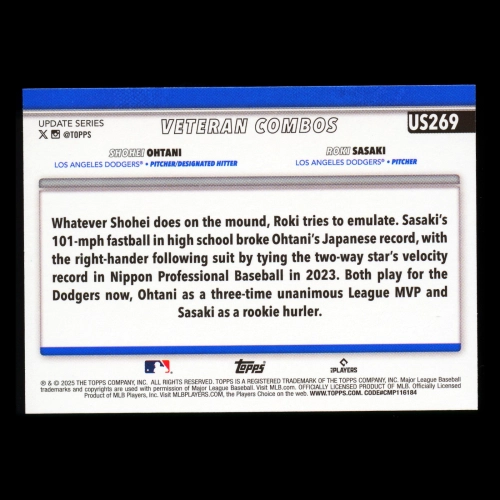 UPDATE SERIES
@TOPPS
VETERAN COMBOS
US269
SHOHEI OHTANI
LOS ANGELES DODGERS® • PITCHER/DESIGNATED HITTER
ROKI SASAKI
LOS ANGELES DODGERS® • PITCHER
Whatever Shohei does on the mound, Roki tries to emulate. Sasaki's
101-mph fastball in high school broke Ohtani's Japanese record, with
the right-hander following suit by tying the two-way star's velocity
record in Nippon Professional Baseball in 2023. Both play for the
Dodgers now, Ohtani as a three-time unanimous League MVP and
Sasaki as a rookie hurler.
Topps
PLAYERS
® & © 2025 THE TOPPS COMPANY, INC. ALL RIGHTS RESERVED. TOPPS IS A REGISTERED TRADEMARK OF THE TOPPS COMPANY, INC. Major League Baseball
trademarks and copyrights are used with permission of Major League Baseball. Visit MLB.com. OFFICIALLY LICENSED PRODUCT OF MLB. Officially Licensed
Product of MLB Players, Inc. Visit MLBPLAYERS.COM, the Players Choice on the web. WWW.TOPPS.COM. CODE#CMP116184